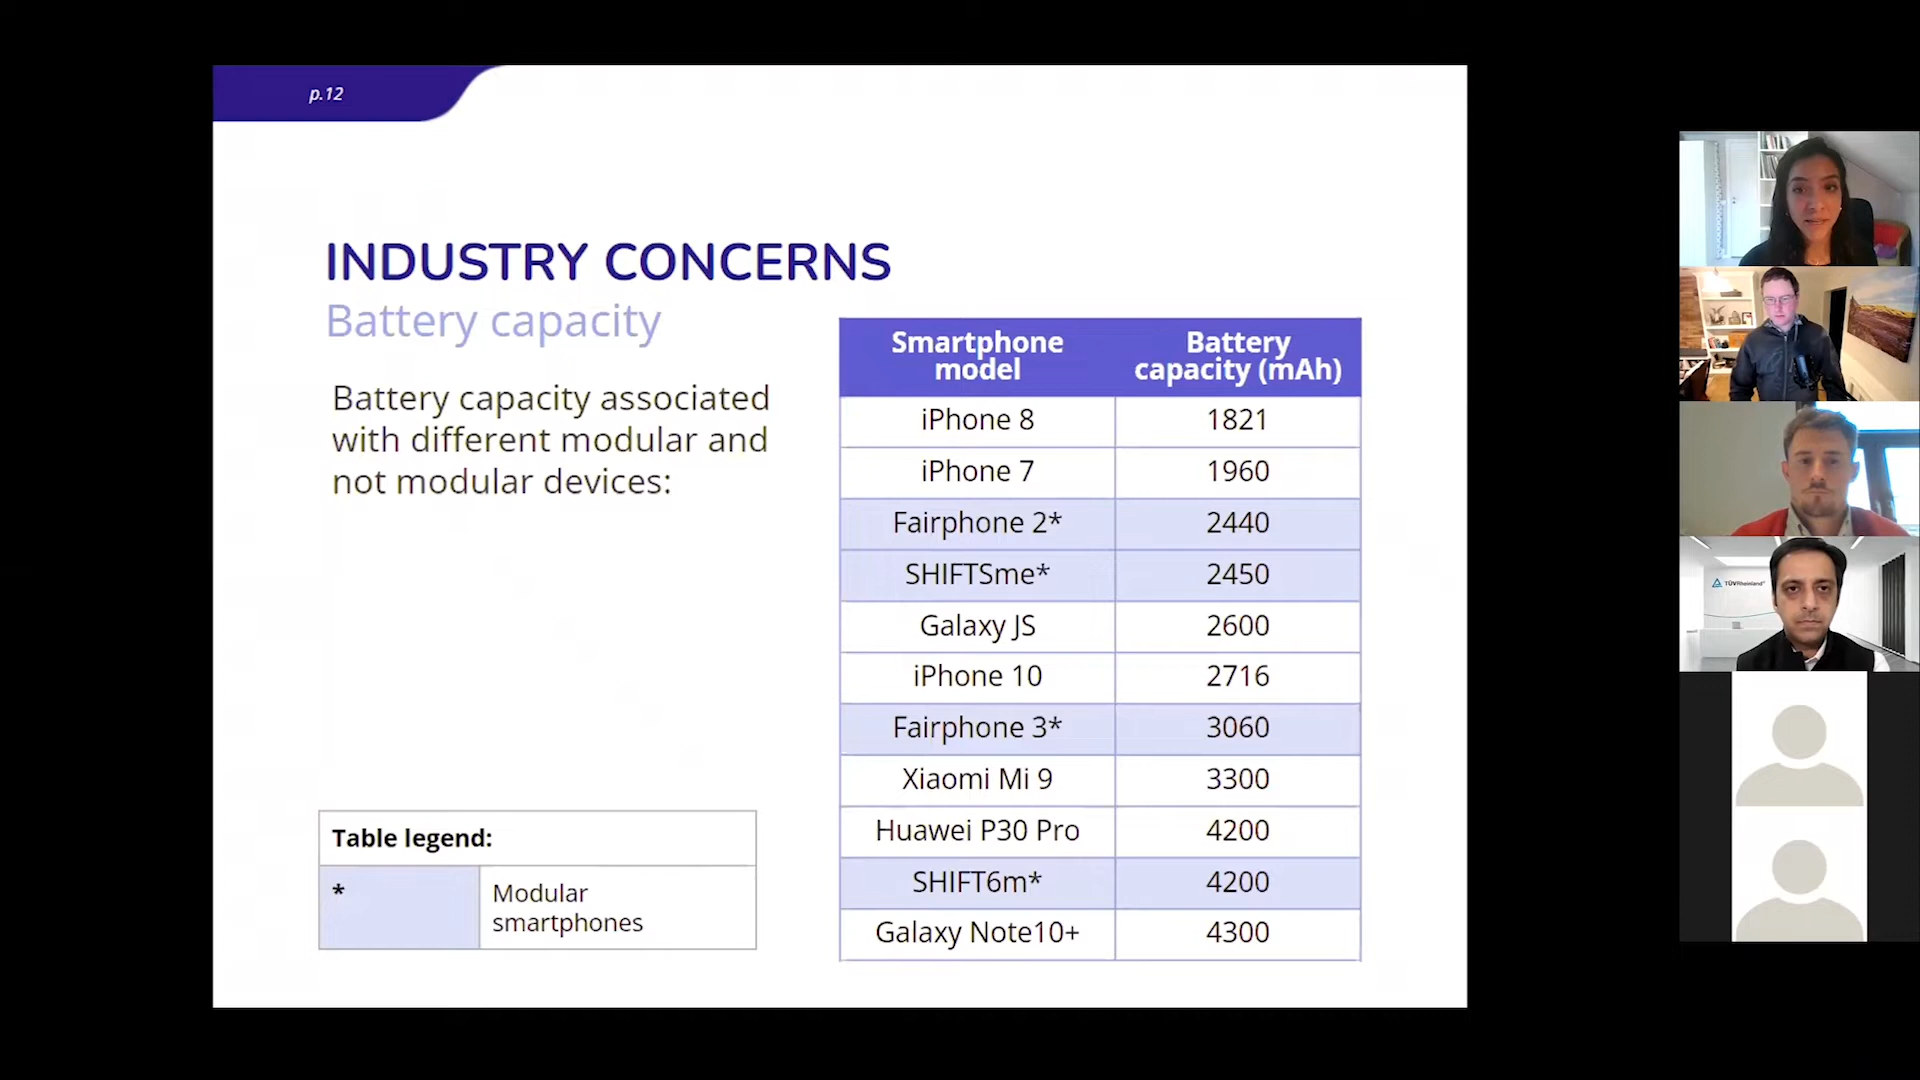 p.12
INDUSTRY CONCERNS
Battery capacity
Battery capacity associated
with different modular and
not modular devices:
Smartphone model Battery capacity (mAh)
iPhone 8 1821
iPhone 7 1960
Fairphone 2* 2440
SHIFTSme* 2450
Galaxy JS 2600
iPhone 10 2716
Fairphone 3* 3060
Xiaomi Mi 9 3300
Huawei P30 Pro 4200
SHIFT6m* 4200
Galaxy Note10+ 4300
Table legend:
* Modular
smartphones
TÜVRheinland